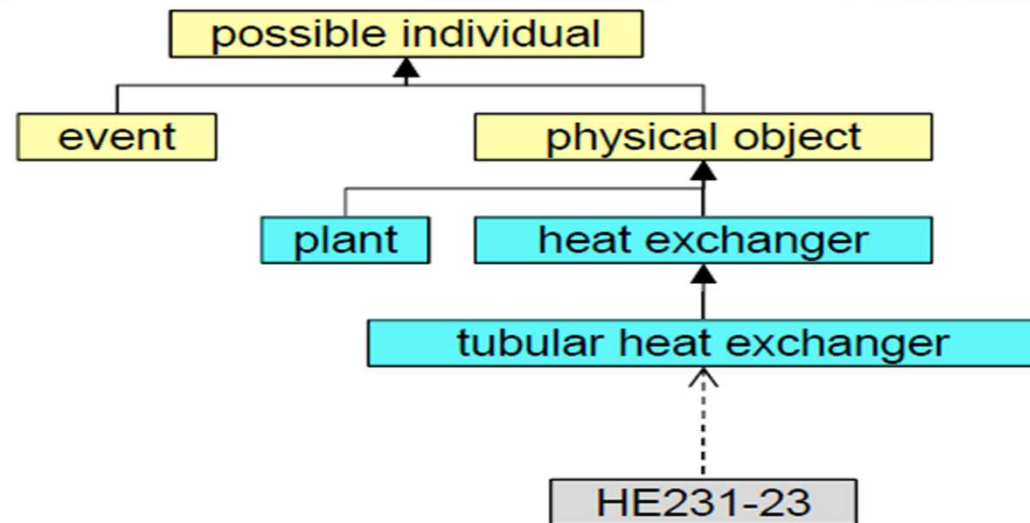 possible individual
event
physical object
plant
heat exchanger
tubular heat exchanger
HE231-23